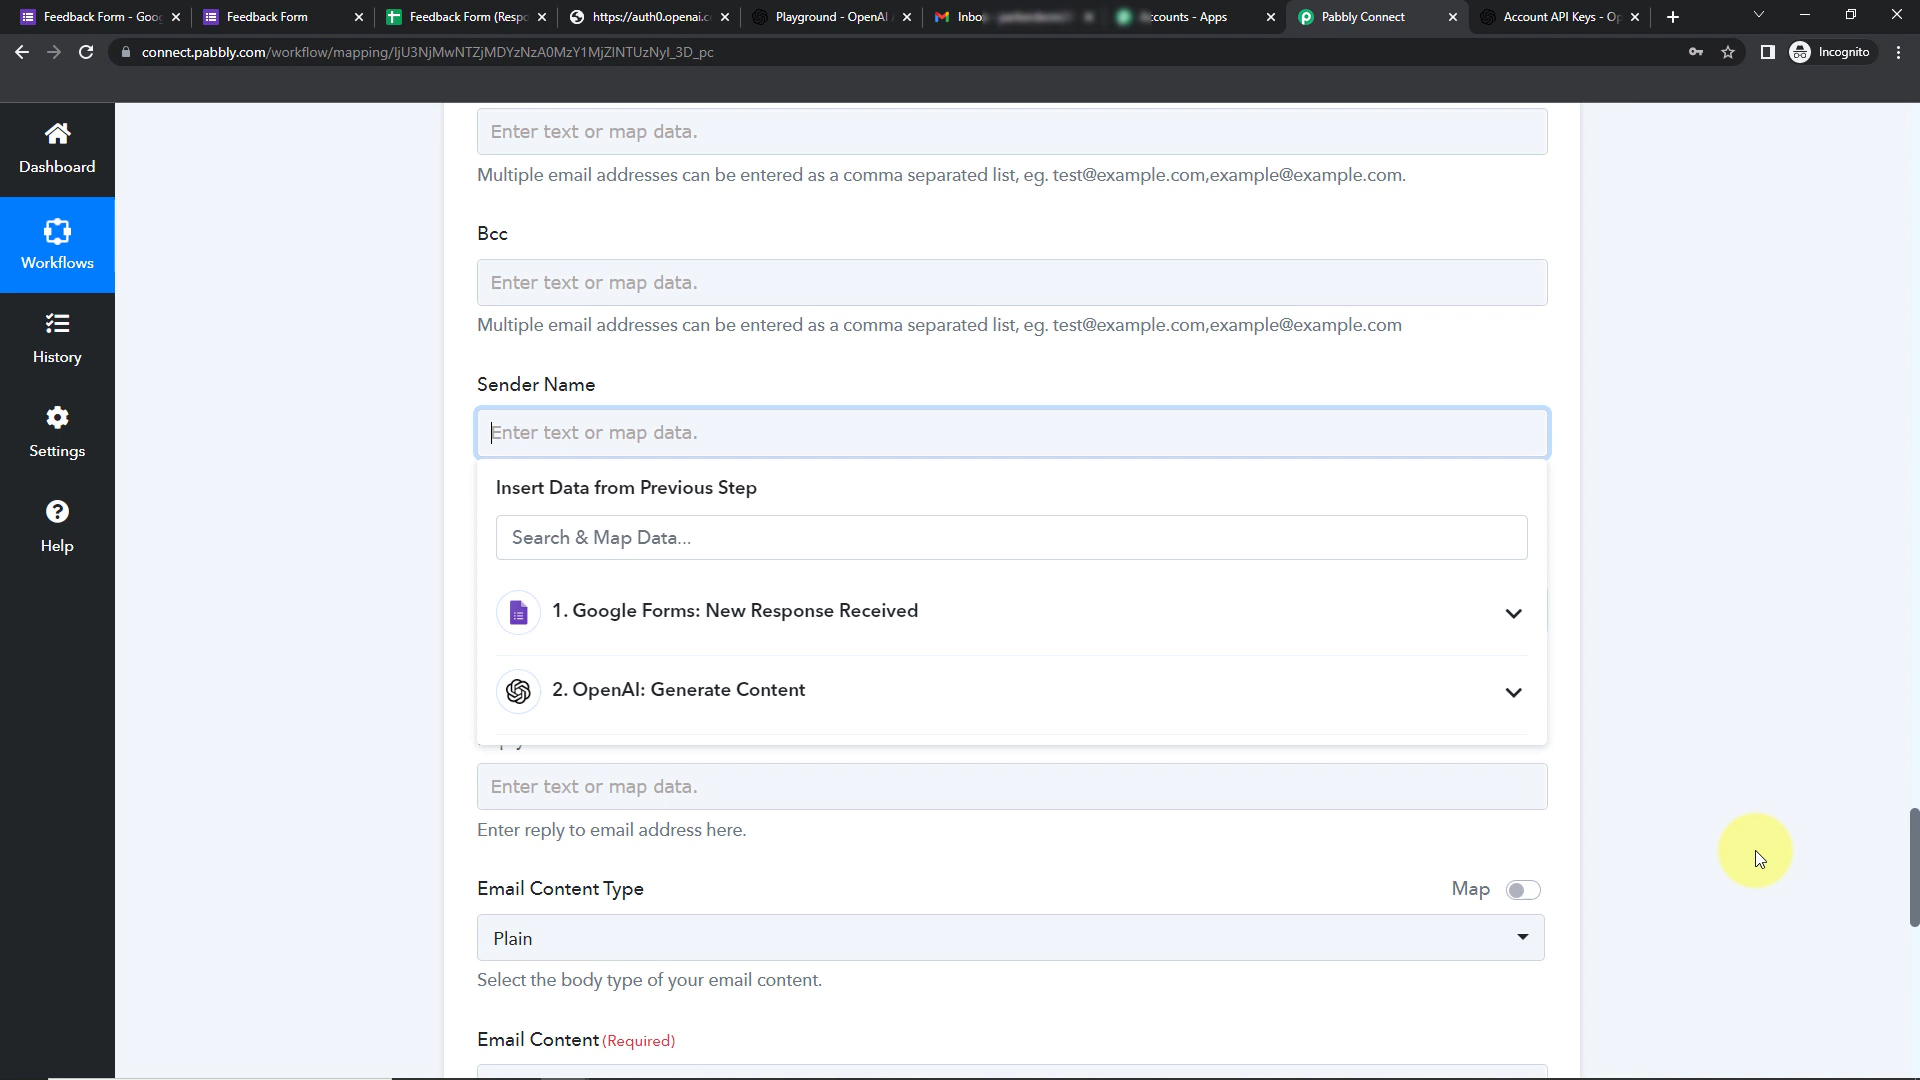 Feedback Form - Goo
Feedback Form
Feedback Form (Resp
https://auth0.openai.c
Playground - OpenAI
Inbo
counts - Apps
Pabbly Connect
Account API Keys - Op
connect.pabbly.com/workflow/mapping/IjU3NjMwNTZjMDYzNzA0MzY1MjZlNTUzNyI_3D_pc
Incognito
Dashboard
Workflows
History
Settings
Help
Enter text or map data.
Multiple email addresses can be entered as a comma separated list, eg. test@example.com,example@example.com.
Bcc
Enter text or map data.
Multiple email addresses can be entered as a comma separated list, eg. test@example.com,example@example.com
Sender Name
Enter text or map data.
Insert Data from Previous Step
Search & Map Data...
1. Google Forms: New Response Received
2. OpenAI: Generate Content
Enter text or map data.
Enter reply to email address here.
Email Content Type
Map
Plain
Select the body type of your email content.
Email Content (Required)